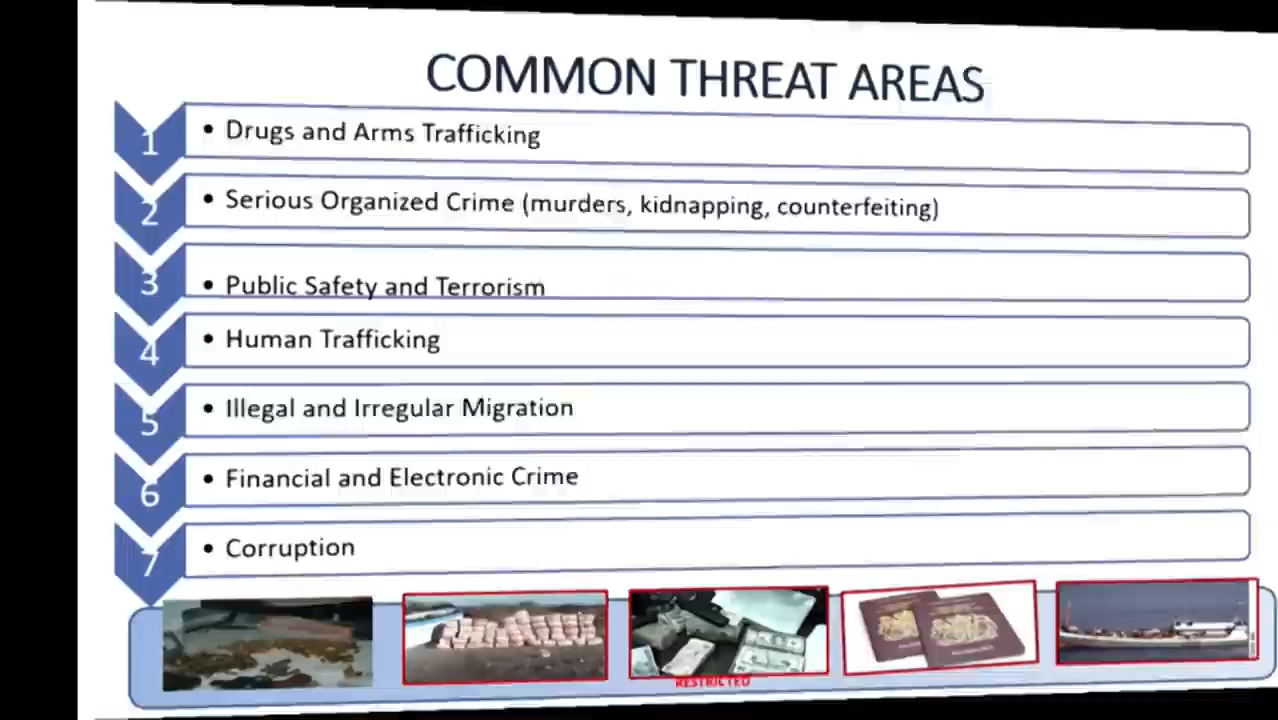 COMMON THREAT AREAS
1
• Drugs and Arms Trafficking
2
• Serious Organized Crime (murders, kidnapping, counterfeiting)
3
• Public Safety and Terrorism
4
• Human Trafficking
5
• Illegal and Irregular Migration
6
• Financial and Electronic Crime
7
• Corruption
RESTRICTED